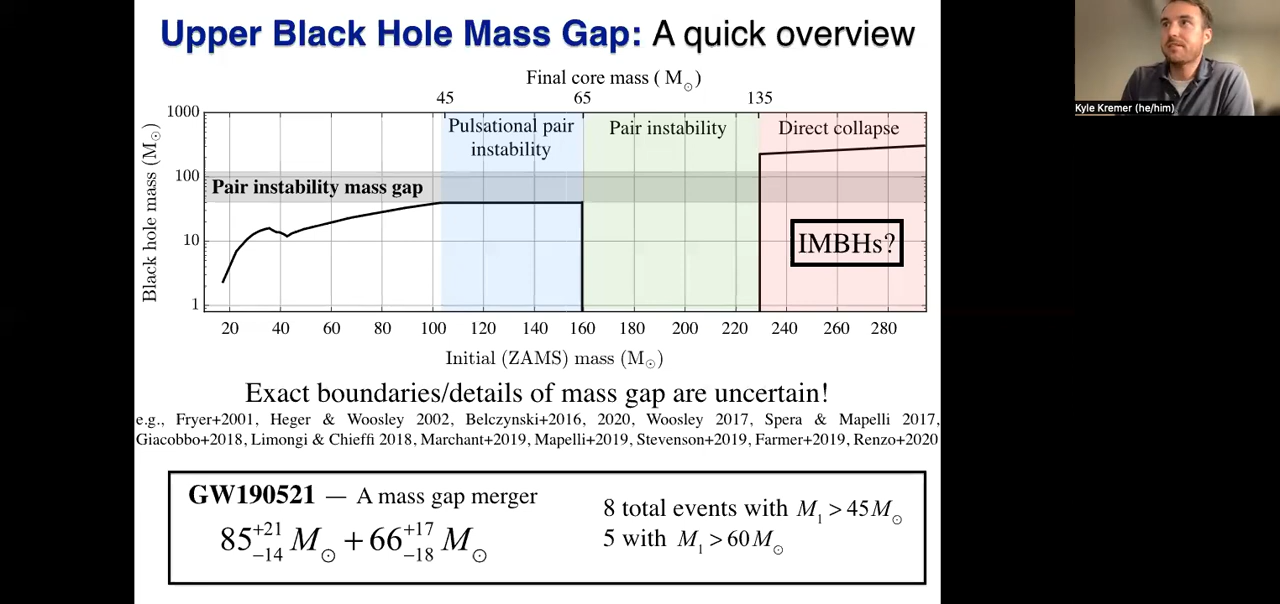 Upper Black Hole Mass Gap: A quick overview
Kyle Kremer (he/him)
Final core mass ( M☉)
45 65 135
1000
100
10
1
Black hole mass (M☉)
Pulsational pair
instability
Pair instability
Direct collapse
Pair instability mass gap
IMBHs?
20 40 60 80 100 120 140 160 180 200 220 240 260 280
Initial (ZAMS) mass (M☉)
Exact boundaries/details of mass gap are uncertain!
e.g., Fryer+2001, Heger & Woosley 2002, Belczynski+2016, 2020, Woosley 2017, Spera & Mapelli 2017,
Giacobbo+2018, Limongi & Chieffi 2018, Marchant+2019, Mapelli+2019, Stevenson+2019, Farmer+2019, Renzo+2020
GW190521 — A mass gap merger
85+21−14 M☉ + 66+17−18 M☉
8 total events with M1 > 45M☉
5 with M1 > 60M☉